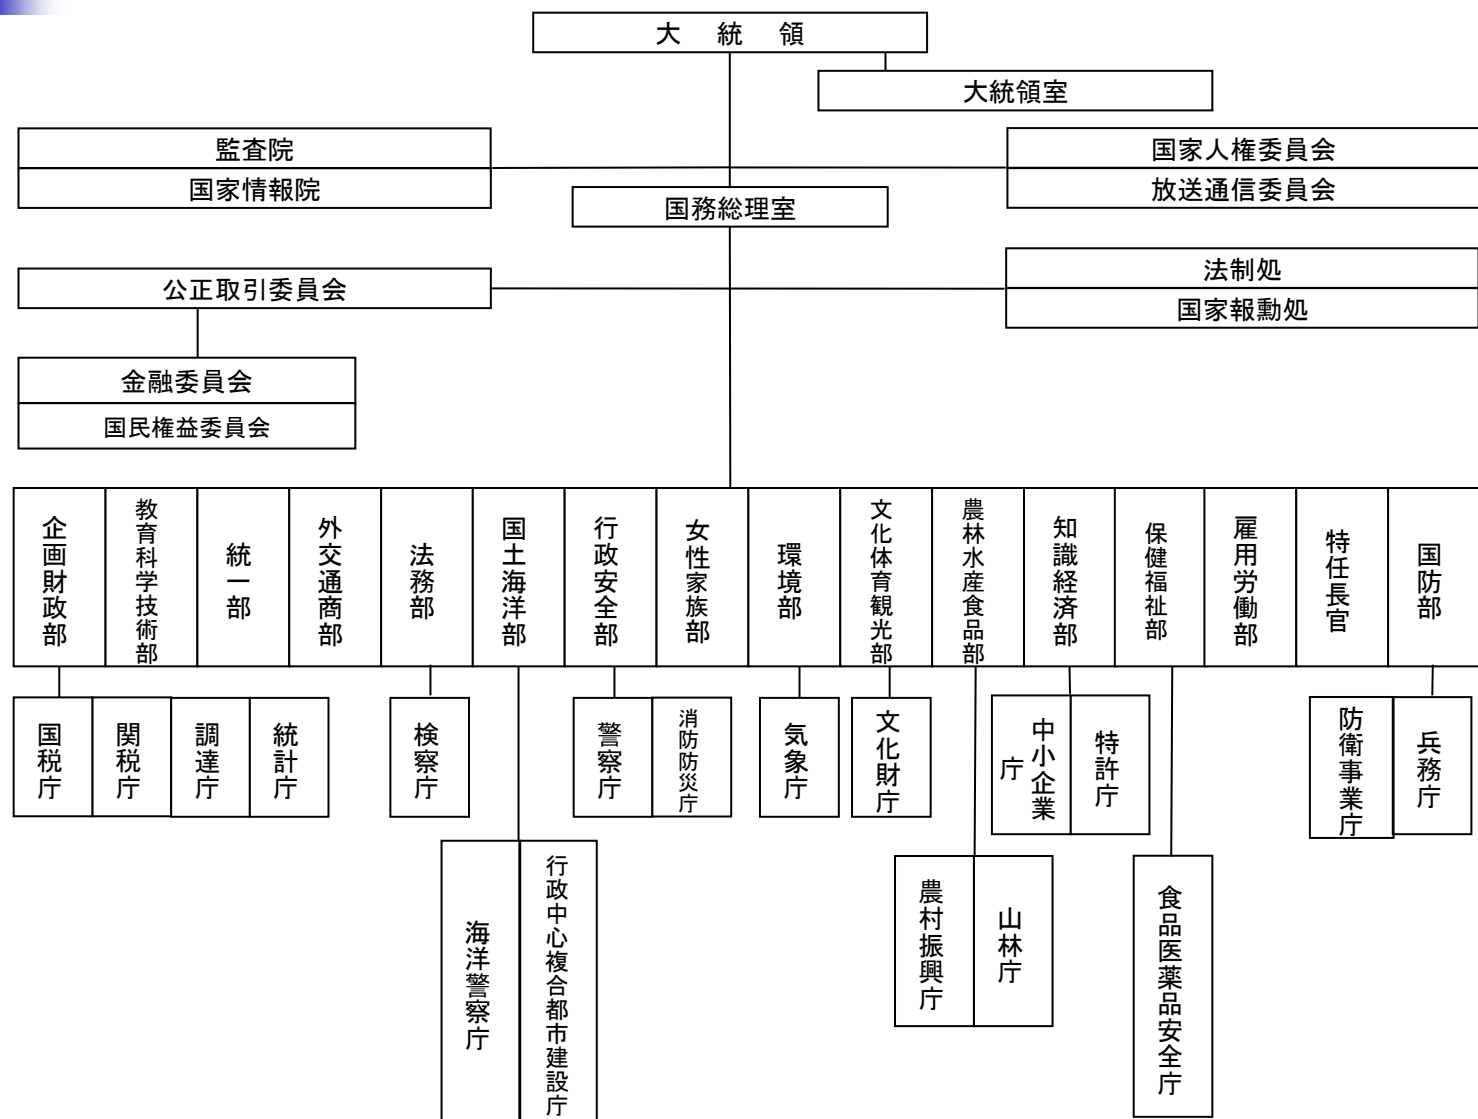 大 統 領
大統領室
監査院
国家情報院
国家人権委員会
放送通信委員会
国務総理室
公正取引委員会
法制処
国家報勳処
金融委員会
国民権益委員会
企画財政部
教育科学技術部
統一部
外交通商部
法務部
国土海洋部
行政安全部
女性家族部
環境部
文化体育観光部
農林水産食品部
知識経済部
保健福祉部
雇用労働部
特任長官
国防部
国税庁
関税庁
調達庁
統計庁
検察庁
警察庁
消防防災庁
気象庁
文化財庁
中小企業
庁
特許庁
防衛事業庁
兵務庁
海洋警察庁
行政中心複合都市建設庁
農村振興庁
山林庁
食品医薬品安全庁